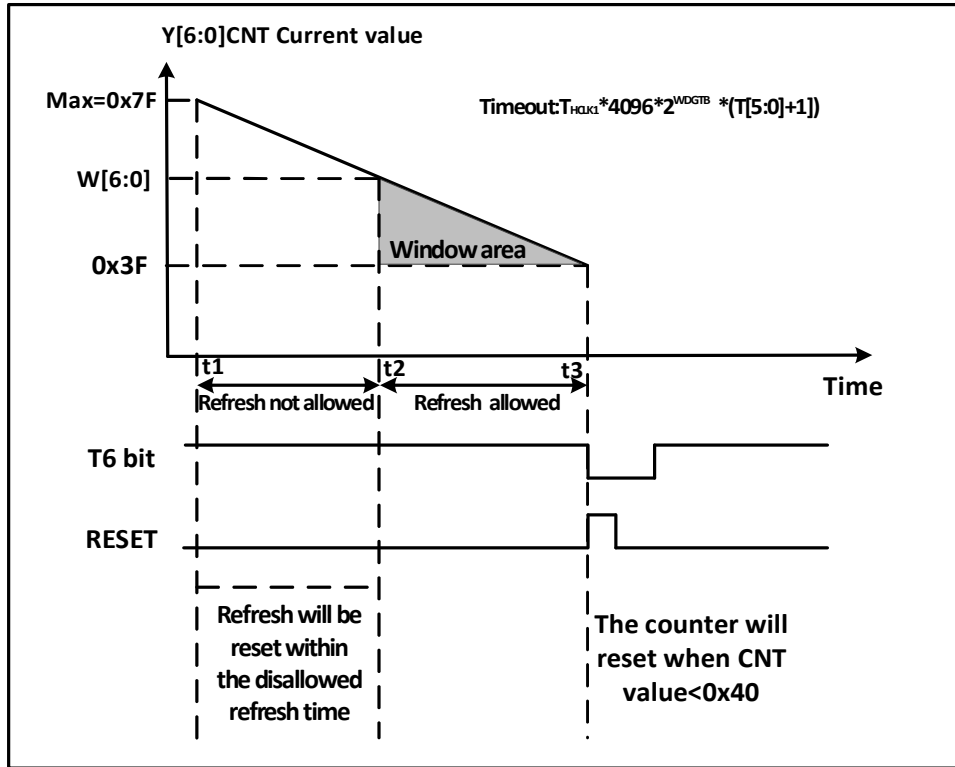 Y[6:0]CNT Current value
Max=0x7F
Timeout:THCLK1*4096*2WDGTB *(T[5:0]+1])
W[6:0]
Window area
0x3F
t1
t2
t3
Time
Refresh not allowed
Refresh allowed
T6 bit
RESET
Refresh will be
reset within
the disallowed
refresh time
The counter will
reset when CNT
value<0x40